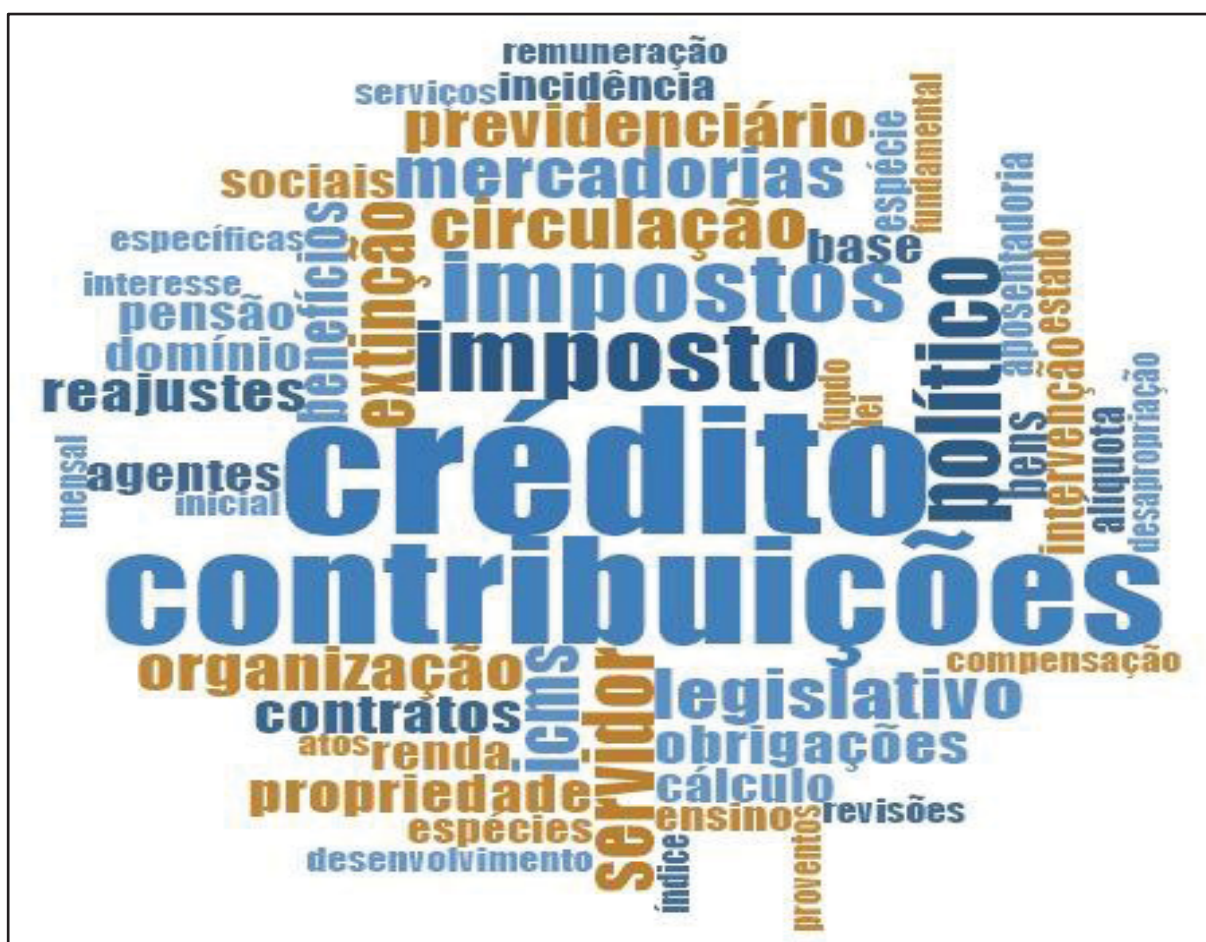 remuneração
serviços incidência
previdenciário
sociais mercadorias
circulação base
espécie
fundamental
específicas
benefícios
extinção
impostos
interesse
pensão
domínio
imposto
reajustes
político
aposentadoria
estado
intervenção
bens
alíquota
desapropriação
fundo
lei
crédito
mensal
agentes
inicial
contribuições
organização
icms
servidor
legislativo
compensação
contratos
obrigações
atos renda
cálculo
propriedade
ensino
revisões
espécies
desenvolvimento
índice
proventos